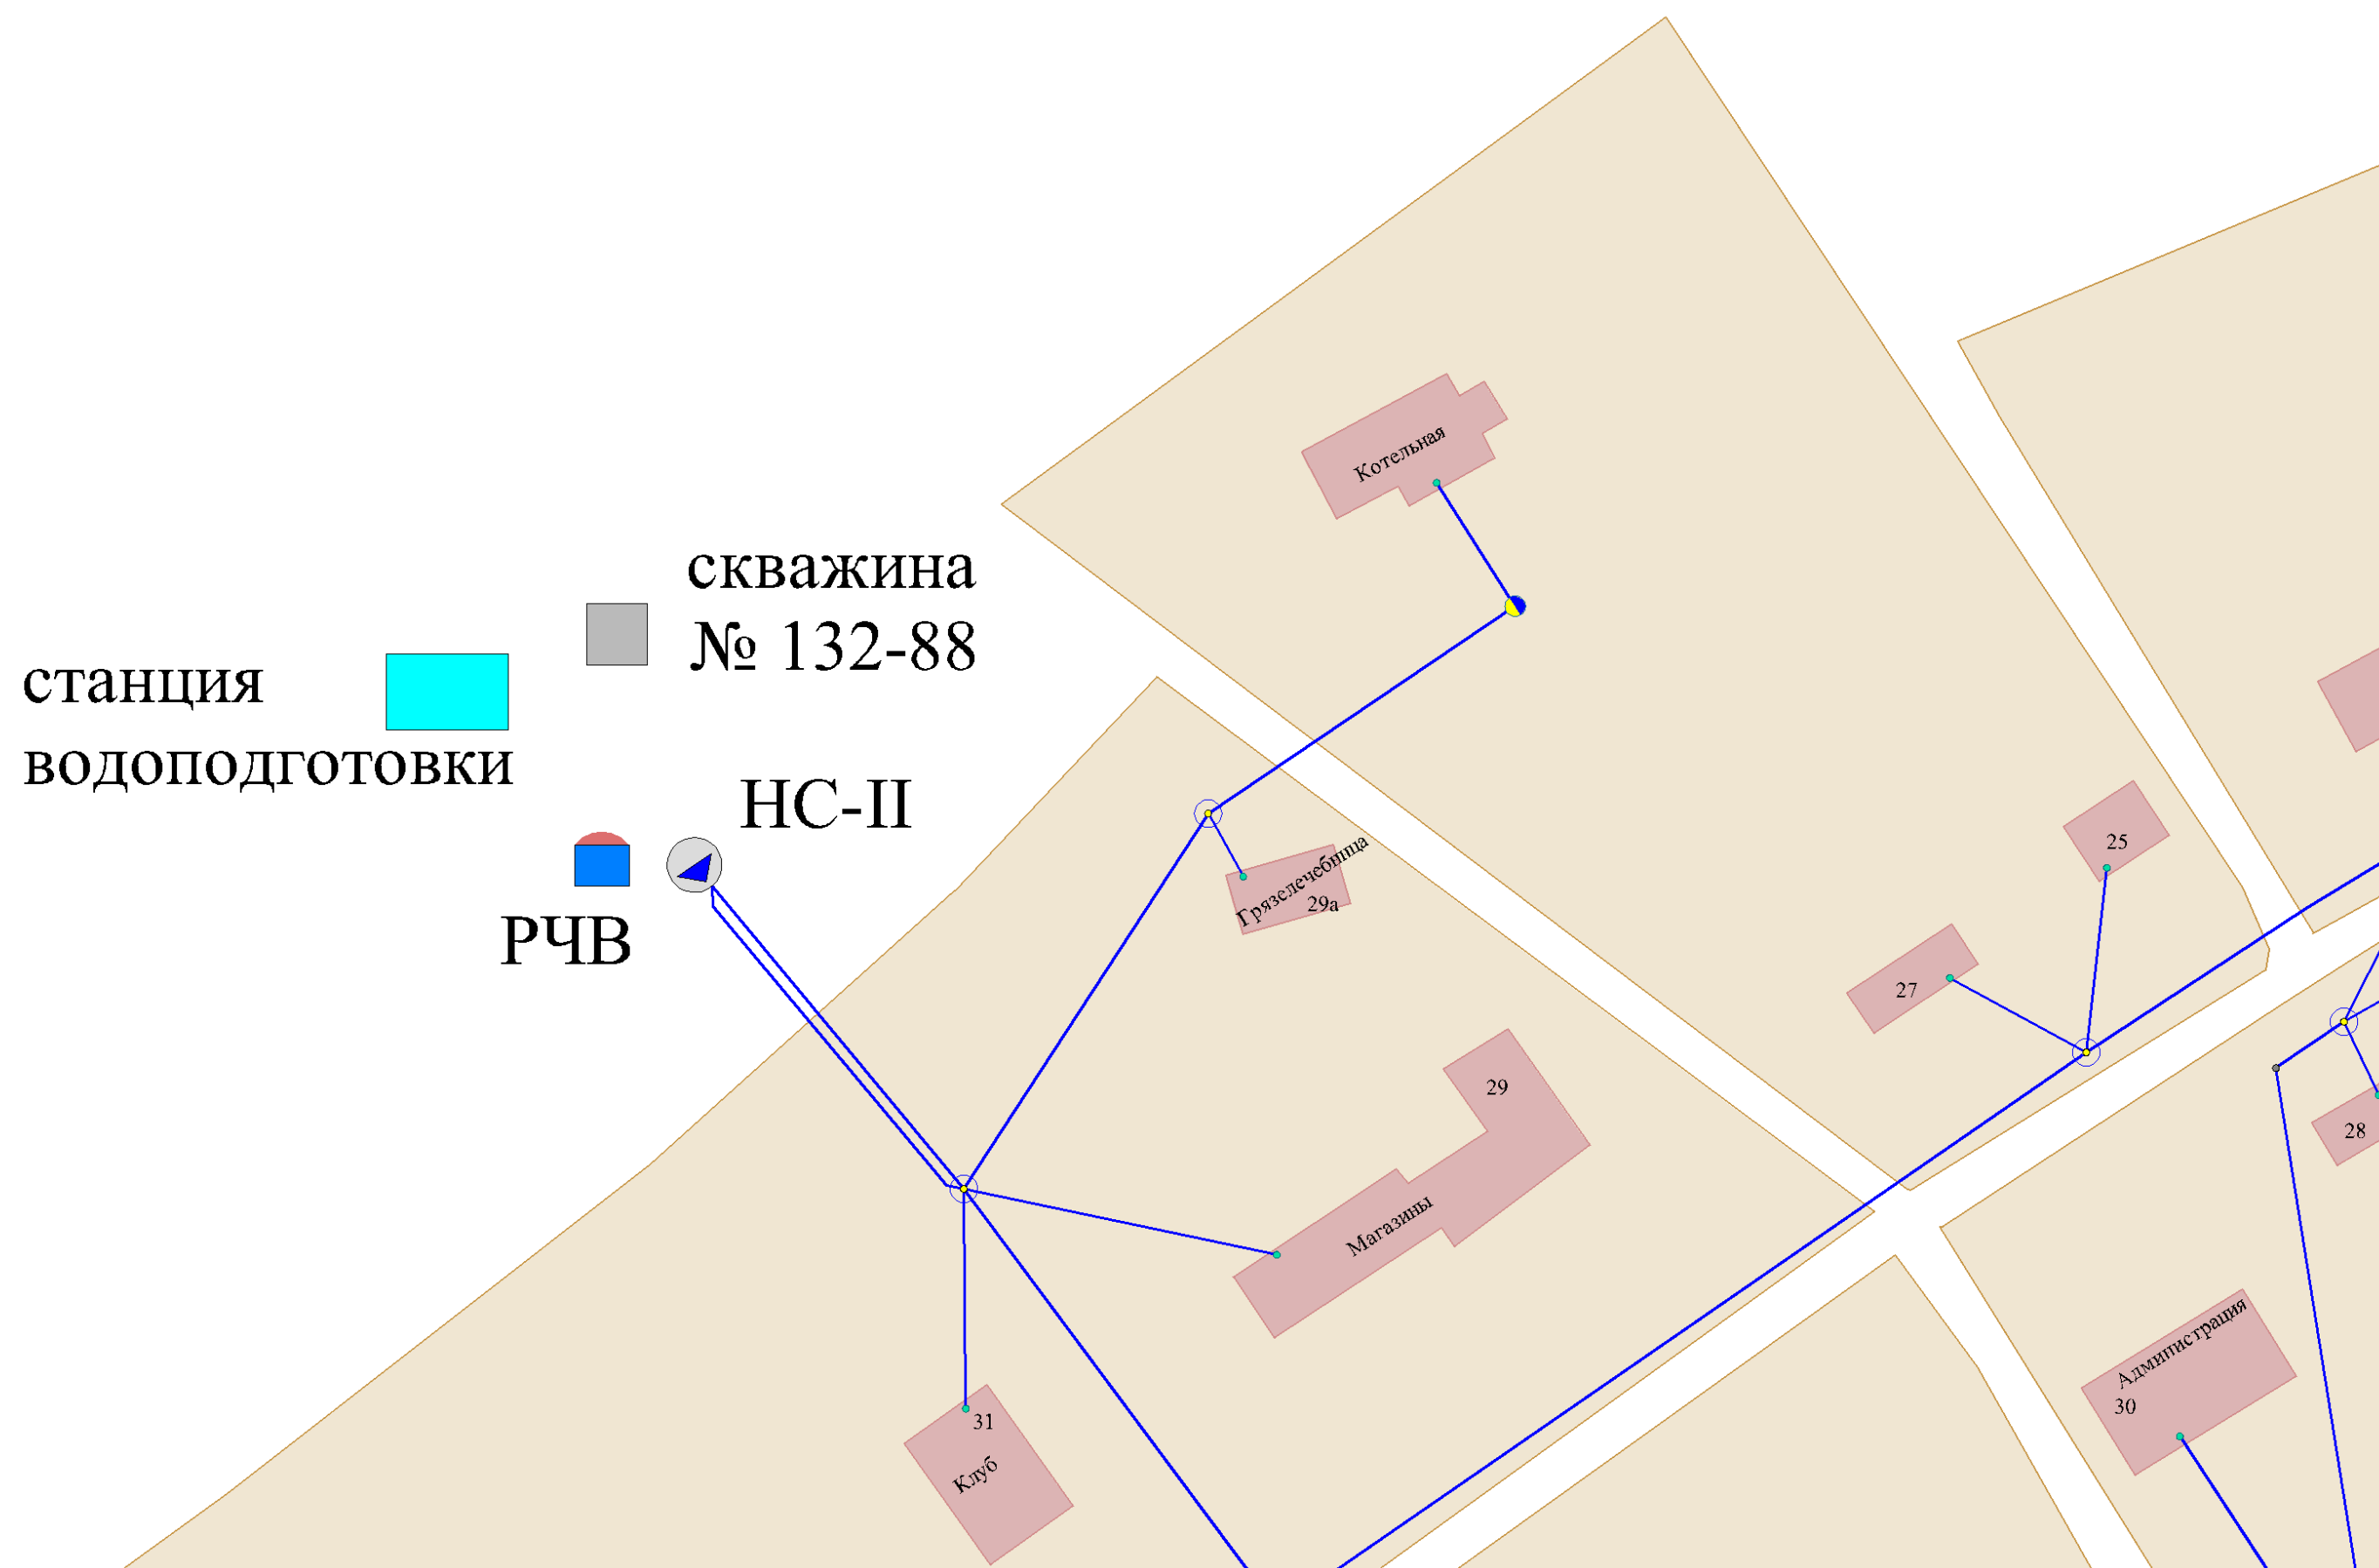 Котельная
скважина
№ 132-88
станция
водоподготовки
НС-II
РЧВ
Грязелечебница
29а
25
27
29
28
Магазины
Администрация
30
31
Клуб